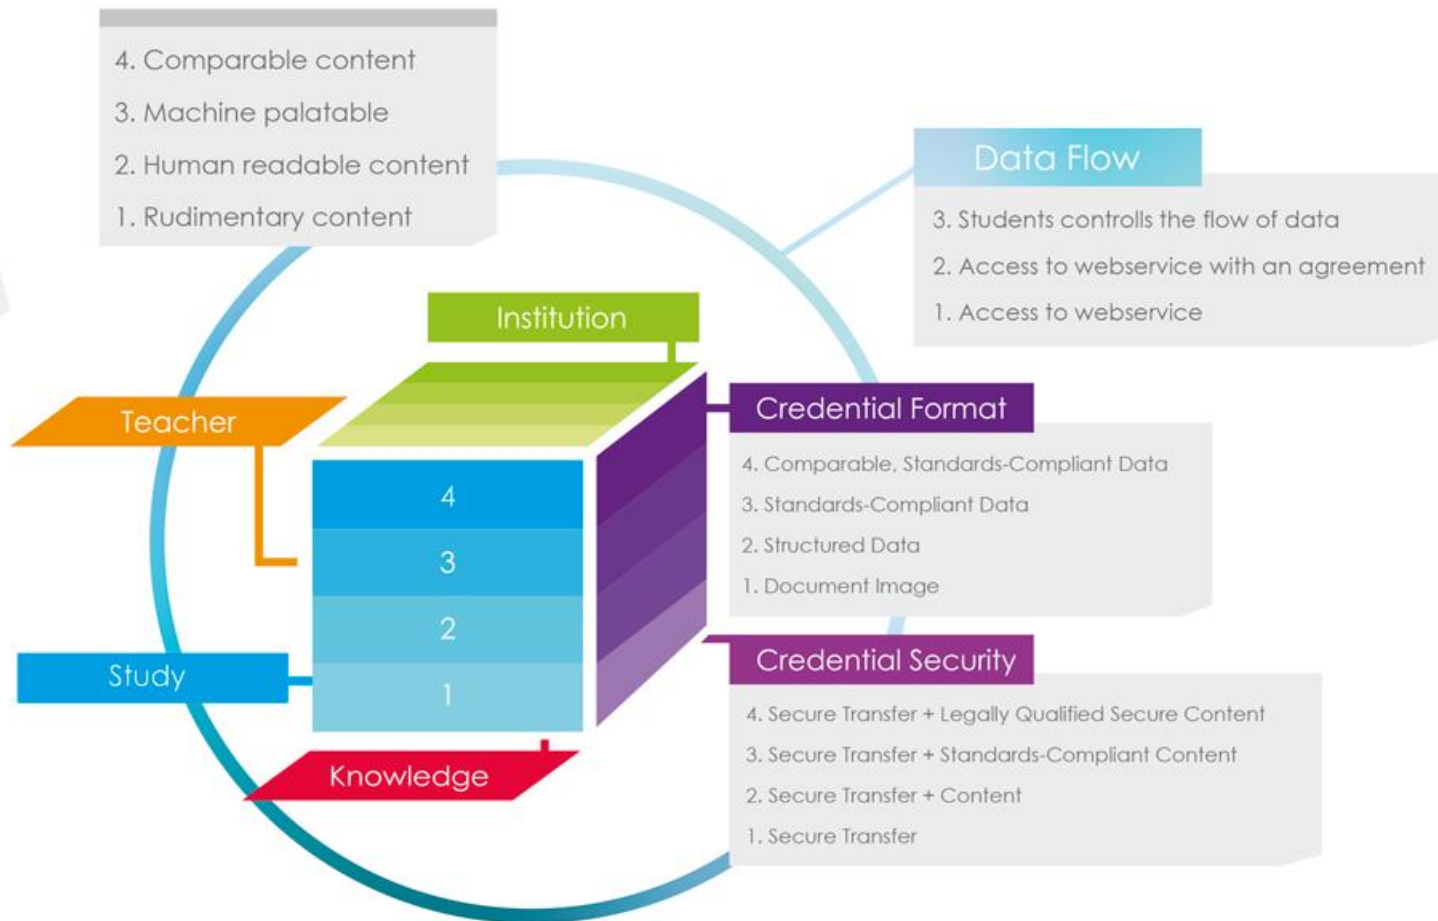 4. Comparable content
3. Machine palatable
2. Human readable content
1. Rudimentary content
Data Flow
3. Students controlls the flow of data
2. Access to webservice with an agreement
1. Access to webservice
Institution
Teacher
Credential Format
4. Comparable, Standards-Compliant Data
3. Standards-Compliant Data
2. Structured Data
1. Document Image
4
3
2
1
Study
Knowledge
Credential Security
4. Secure Transfer + Legally Qualified Secure Content
3. Secure Transfer + Standards-Compliant Content
2. Secure Transfer + Content
1. Secure Transfer